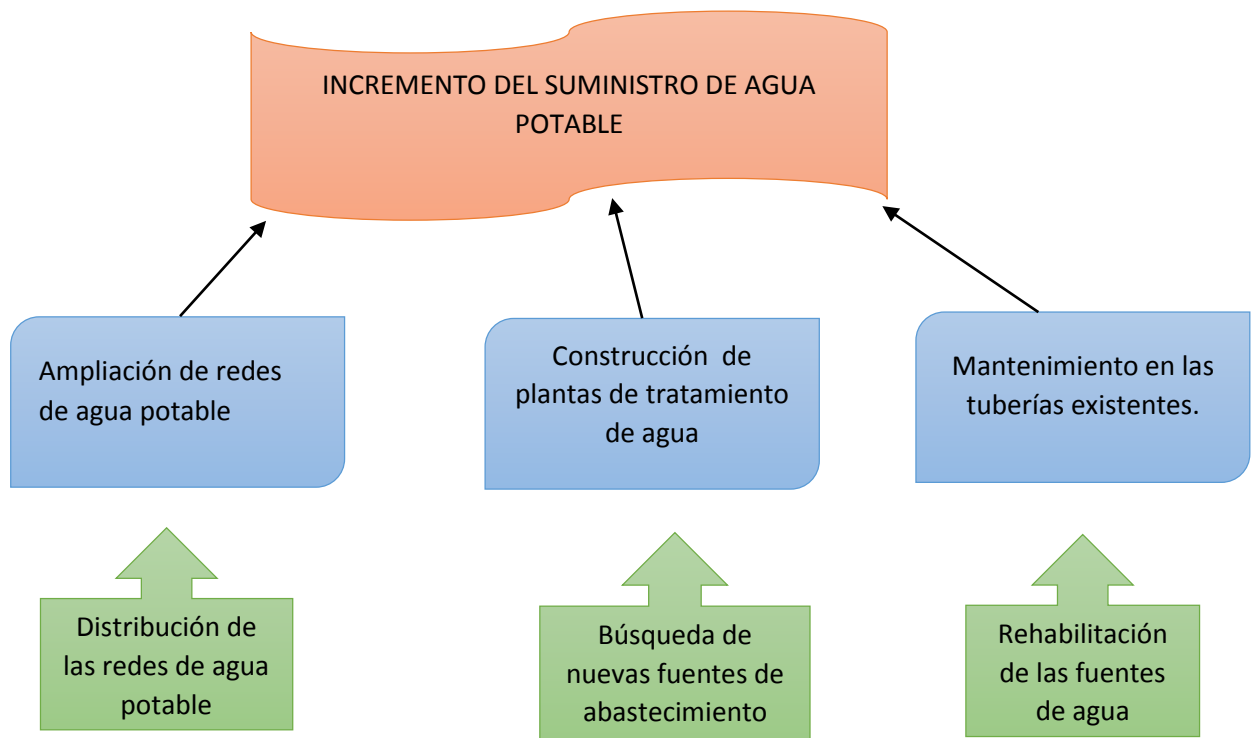 INCREMENTO DEL SUMINISTRO DE AGUA
POTABLE
Ampliación de redes
de agua potable
Construcción de
plantas de tratamiento
de agua
Mantenimiento en las
tuberías existentes.
Distribución de
las redes de agua
potable
Búsqueda de
nuevas fuentes de
abastecimiento
Rehabilitación
de las fuentes
de agua